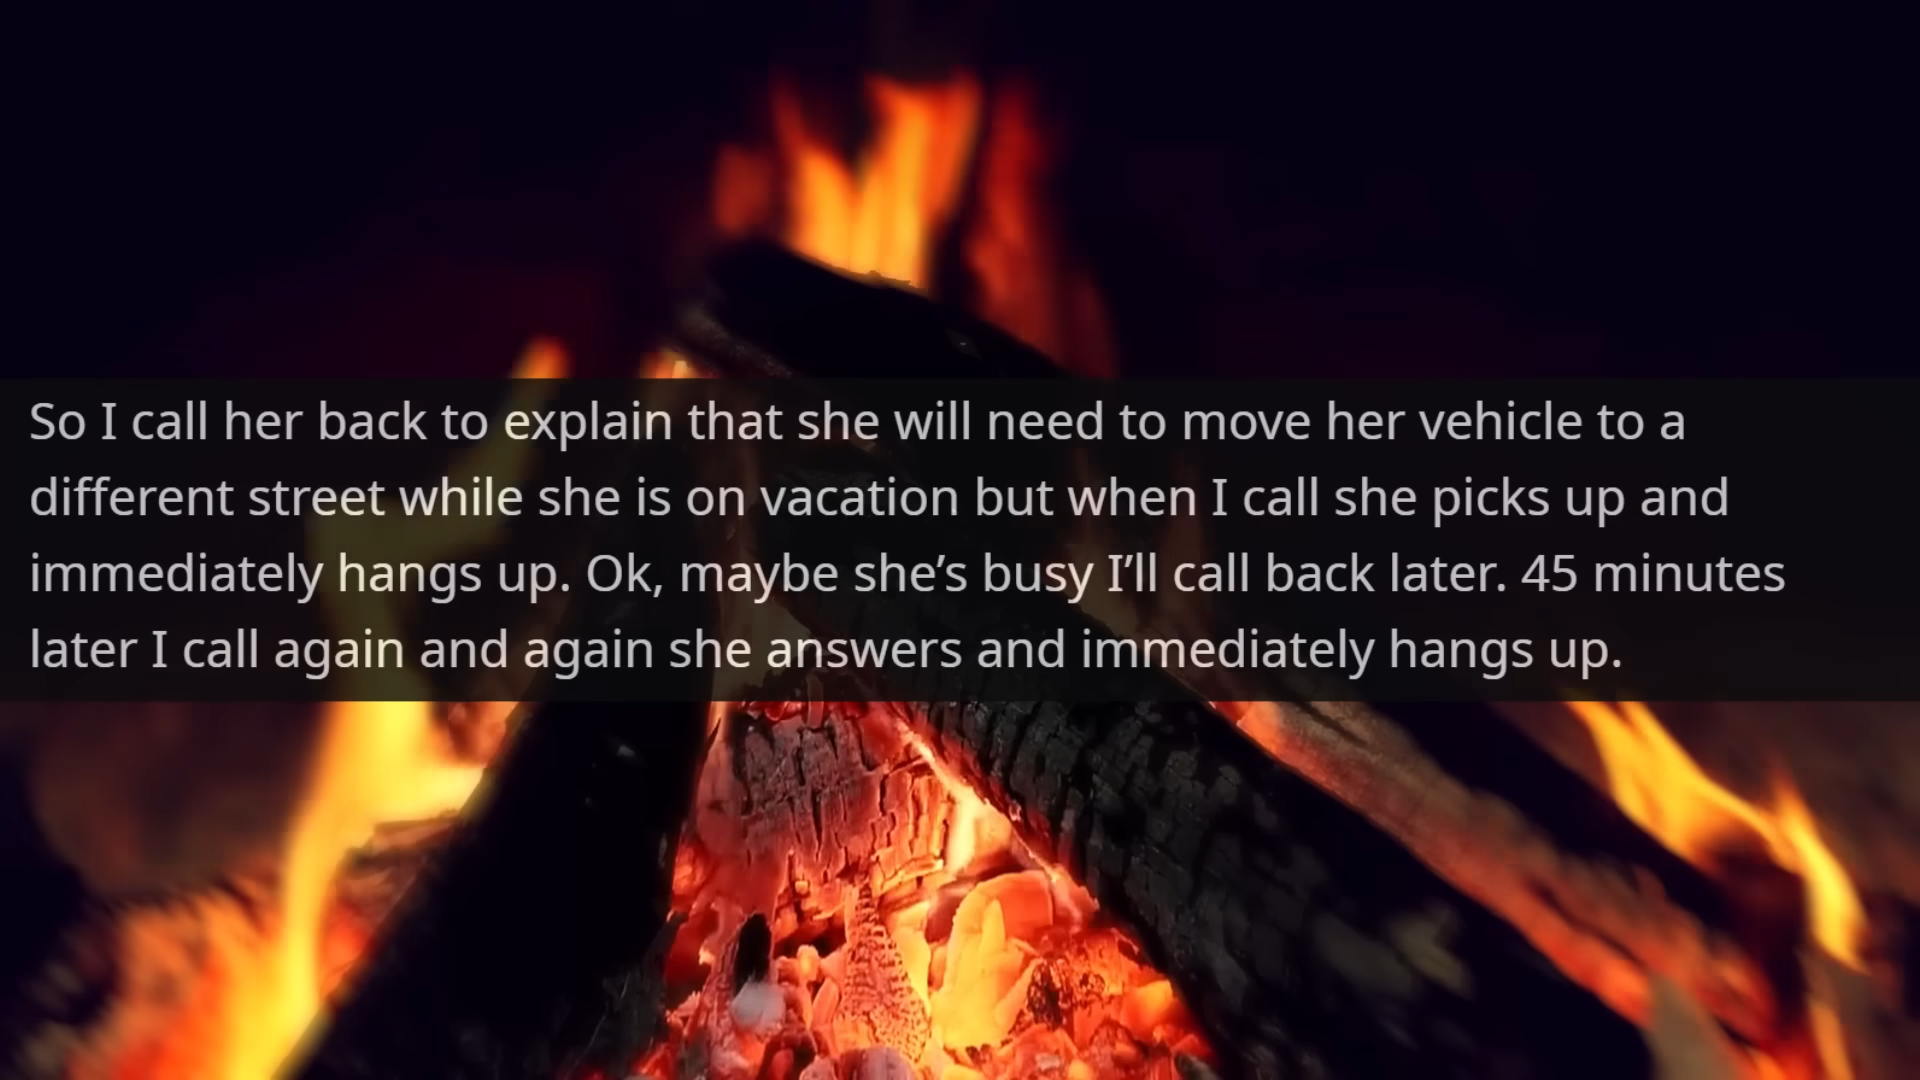 So I call her back to explain that she will need to move her vehicle to a
different street while she is on vacation but when I call she picks up and
immediately hangs up. Ok, maybe she’s busy I’ll call back later. 45 minutes
later I call again and again she answers and immediately hangs up.